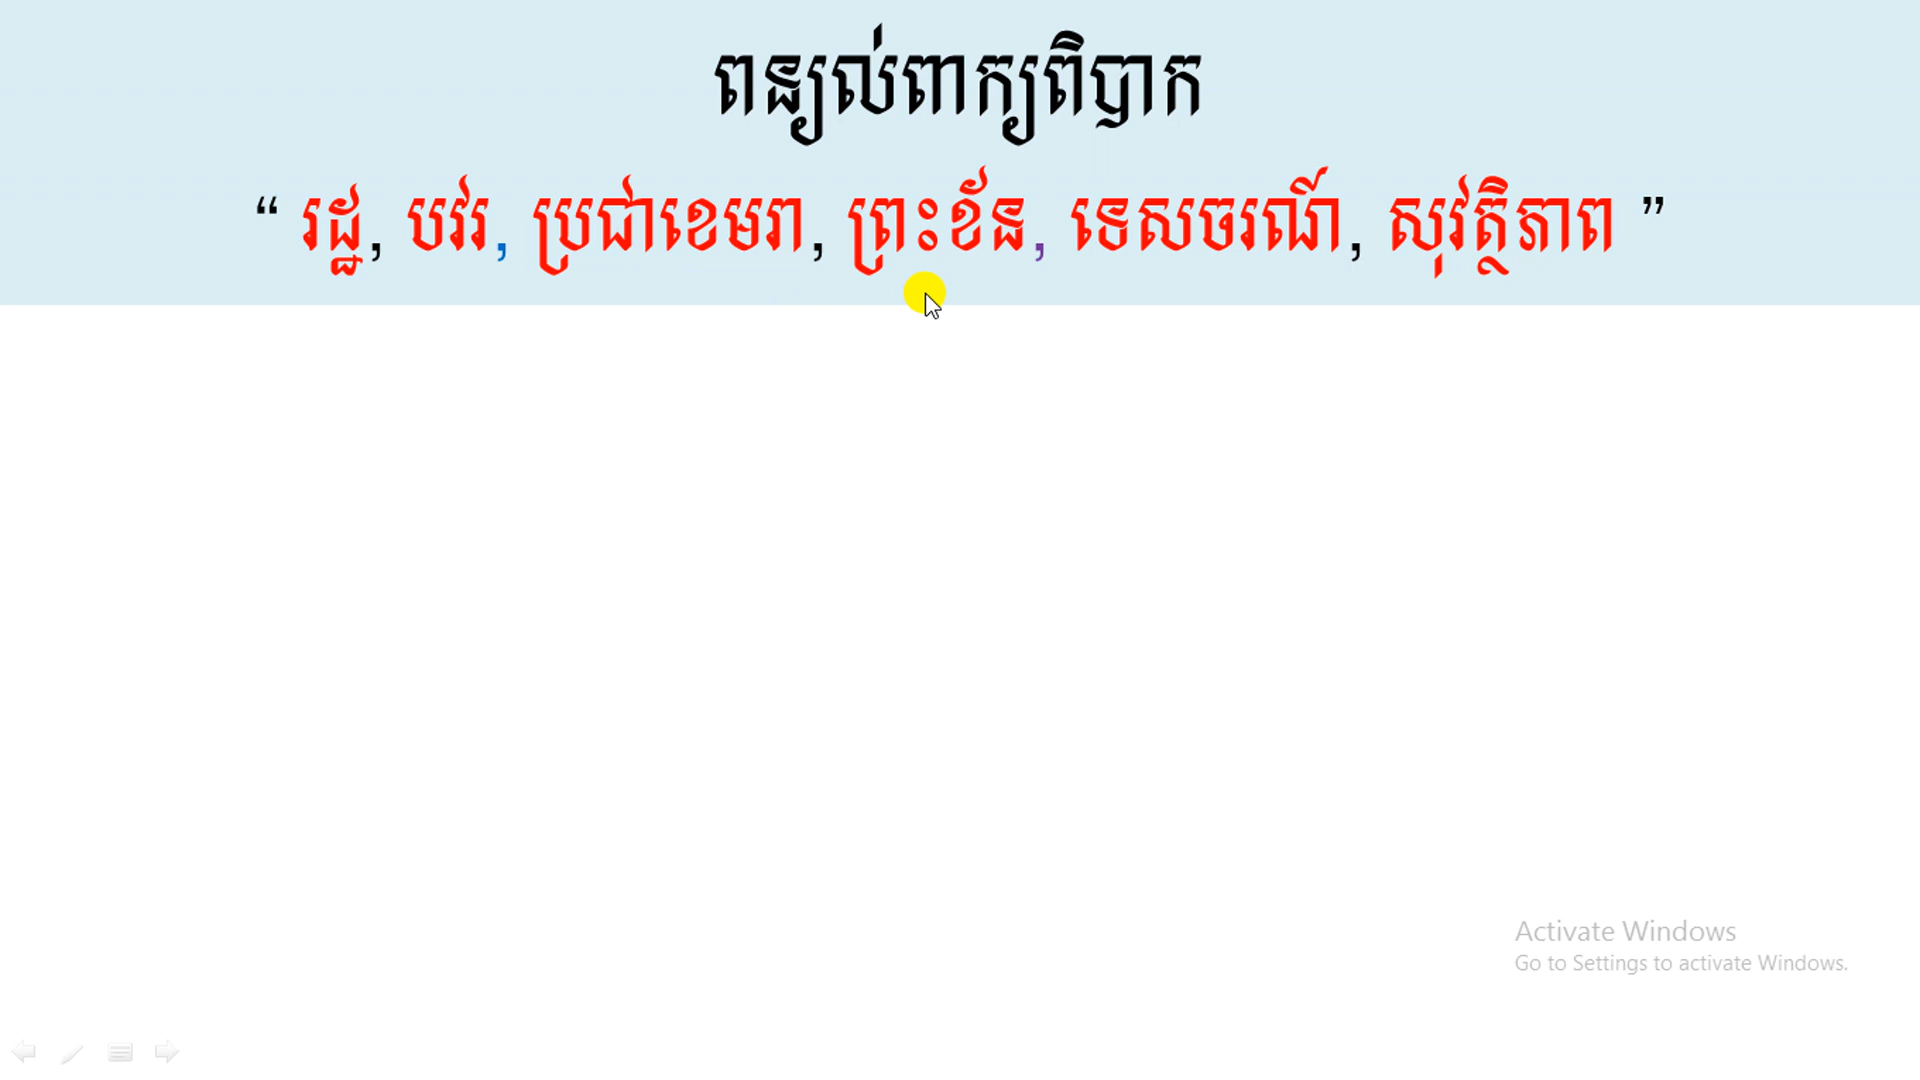 ពន្យល់ពាក្យពិបាក
“ រដ្ឋ, បវរ, ប្រជាខេមរា, ព្រះខ័ន, ទេសចរណ៍, សុវត្ថិភាព ”
Activate Windows
Go to Settings to activate Windows.